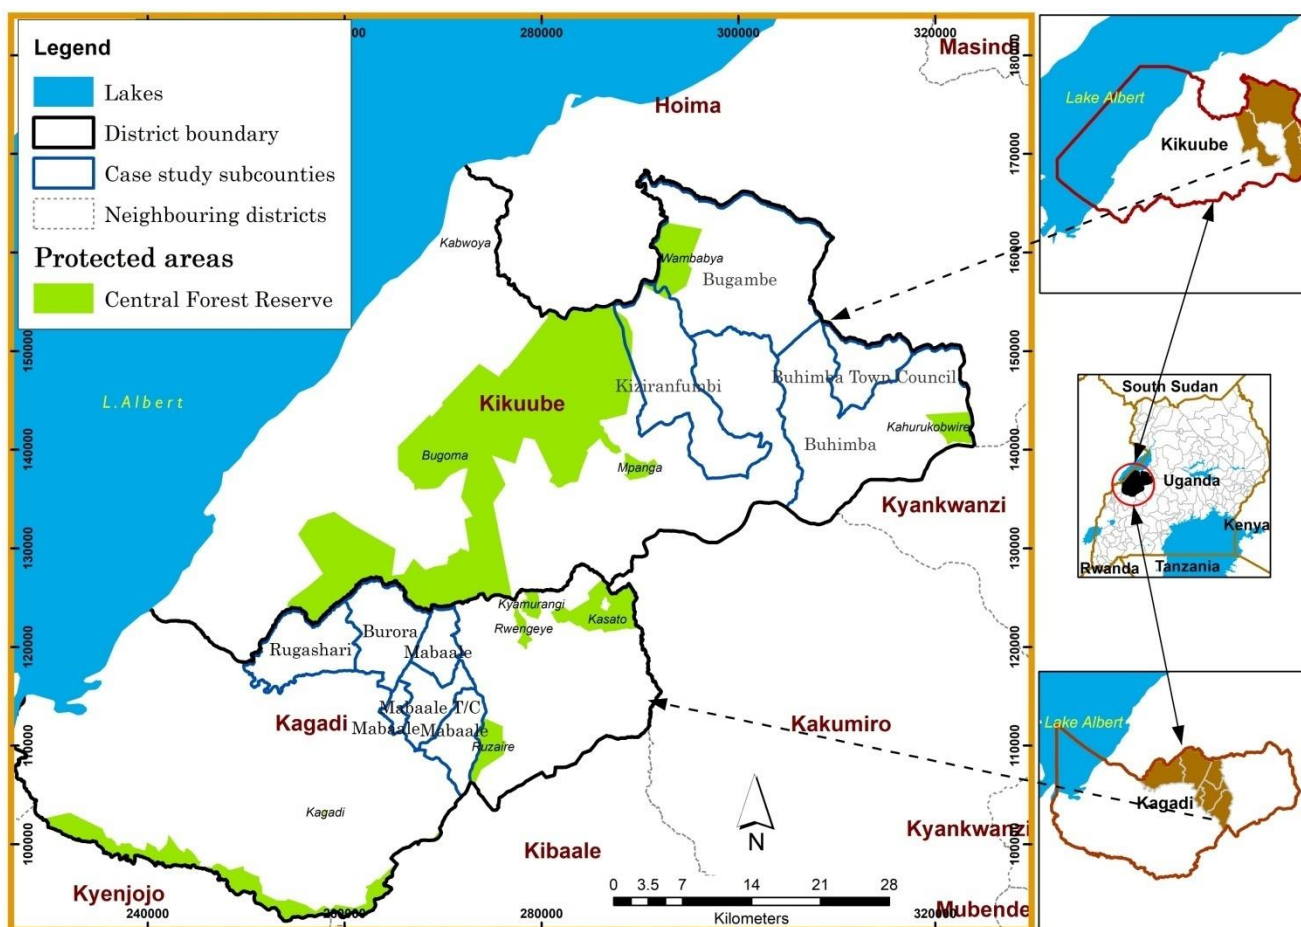 Legend
Lakes
District boundary
Case study subcounties
Neighbouring districts
Protected areas
Central Forest Reserve
280000
300000
320000
Masindi
Hoima
Kabwoya
Wambabya
Bugambe
L.Albert
Kikuube
Kiziranfumbi
Buhimba Town Council
Kahurukobwire
Bugoma
Mpanga
Buhimba
Kyankwanzi
Kyamurangi
Rwengeye
Kasato
Rugashari
Burora
Mabaale
Mabaale T/C
Mabaale
Mabaale
Kagadi
Ruzaire
Kakumiro
Kagadi
N
Kyankwanzi
Kibaale
Kyenjojo
0 3.5 7 14 21 28
Kilometers
Mubende
240000
260000
280000
320000
150000
140000
130000
120000
110000
100000
180000
170000
160000
150000
140000
130000
120000
110000
100000
Lake Albert
Kikuube
South Sudan
Uganda
Kenya
Rwanda
Tanzania
Lake Albert
Kagadi